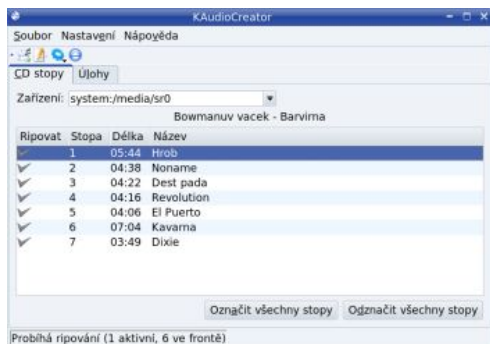 KAudioCreator
Soubor Nastavení Nápověda
CD stopy Úlohy
Zařízení: system:/media/sr0
Bowmanuv vacek - Barvirna
Ripovat Stopa Délka Název
1 05:44 Hrob
2 04:38 Noname
3 04:22 Dest pada
4 04:16 Revolution
5 04:06 El Puerto
6 07:04 Kavarna
7 03:49 Dixie
Označit všechny stopy Odznačit všechny stopy
Probíhá ripování (1 aktivní, 6 ve frontě)